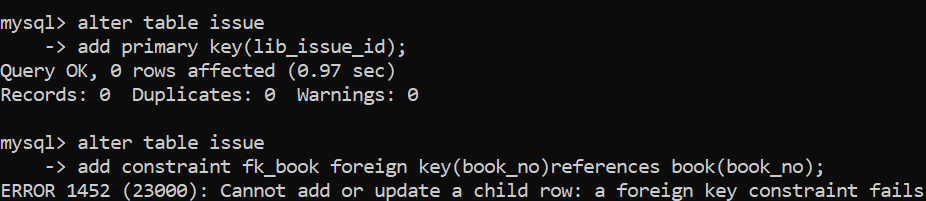 mysql> alter table issue
    -> add primary key(lib_issue_id);
Query OK, 0 rows affected (0.97 sec)
Records: 0  Duplicates: 0  Warnings: 0

mysql> alter table issue
    -> add constraint fk_book foreign key(book_no)references book(book_no);
ERROR 1452 (23000): Cannot add or update a child row: a foreign key constraint fails